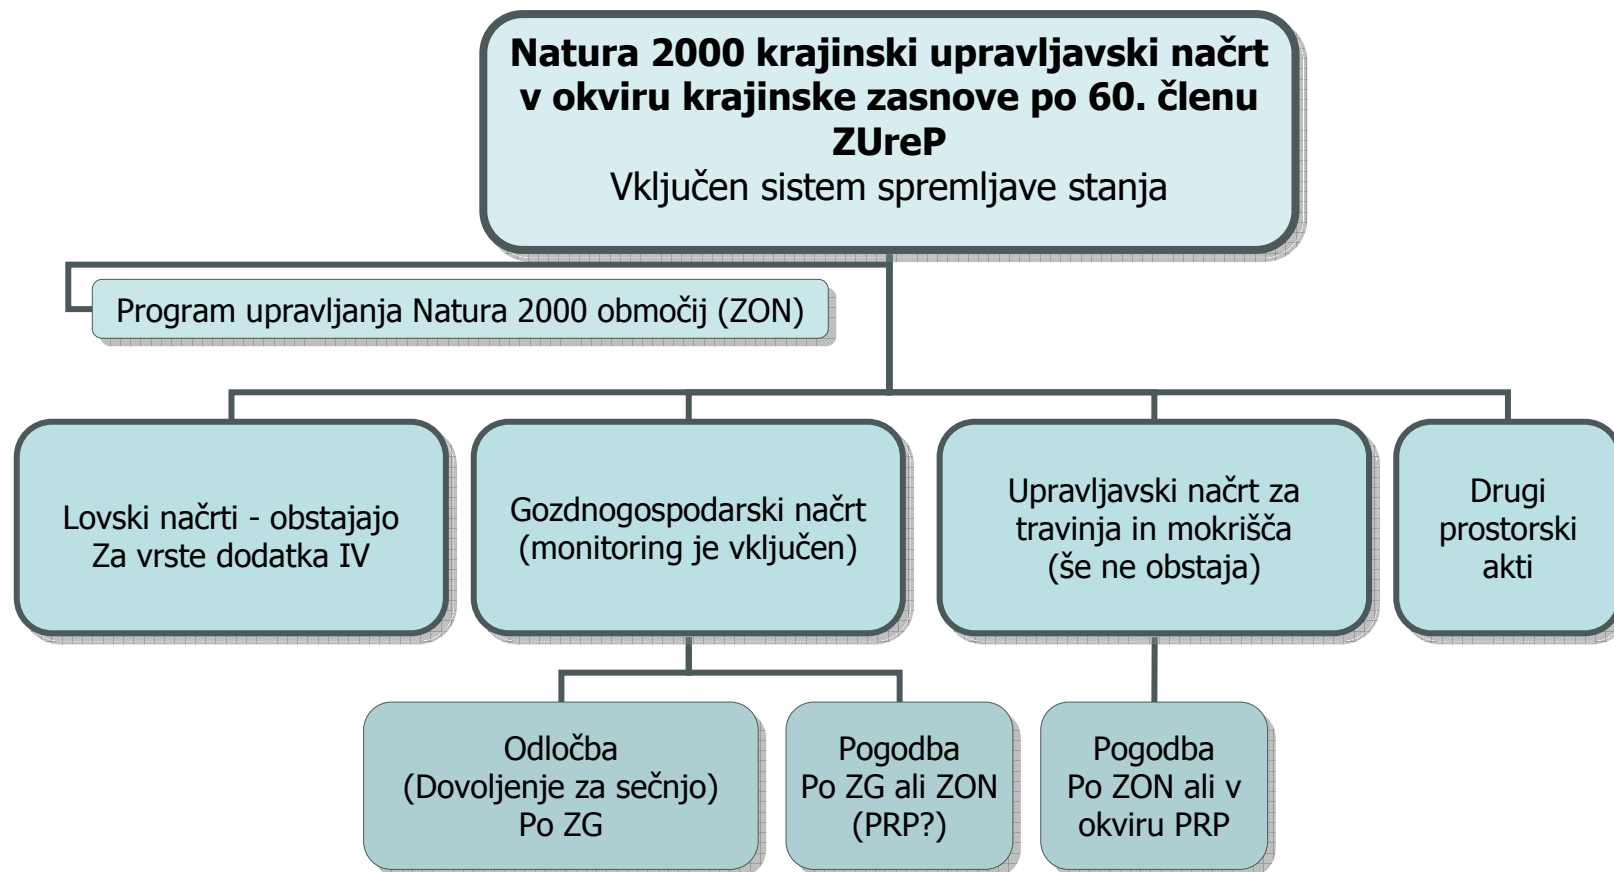 Natura 2000 krajinski upravljavski načrt
v okviru krajinske zasnove po 60. členu
ZUreP
Vključen sistem spremljave stanja
Program upravljanja Natura 2000 območij (ZON)
Lovski načrti - obstajajo
Za vrste dodatka IV
Gozdnogospodarski načrt
(monitoring je vključen)
Upravljavski načrt za
travinja in mokrišča
(še ne obstaja)
Drugi
prostorski
akti
Odločba
(Dovoljenje za sečnjo)
Po ZG
Pogodba
Po ZG ali ZON
(PRP?)
Pogodba
Po ZON ali v
okviru PRP